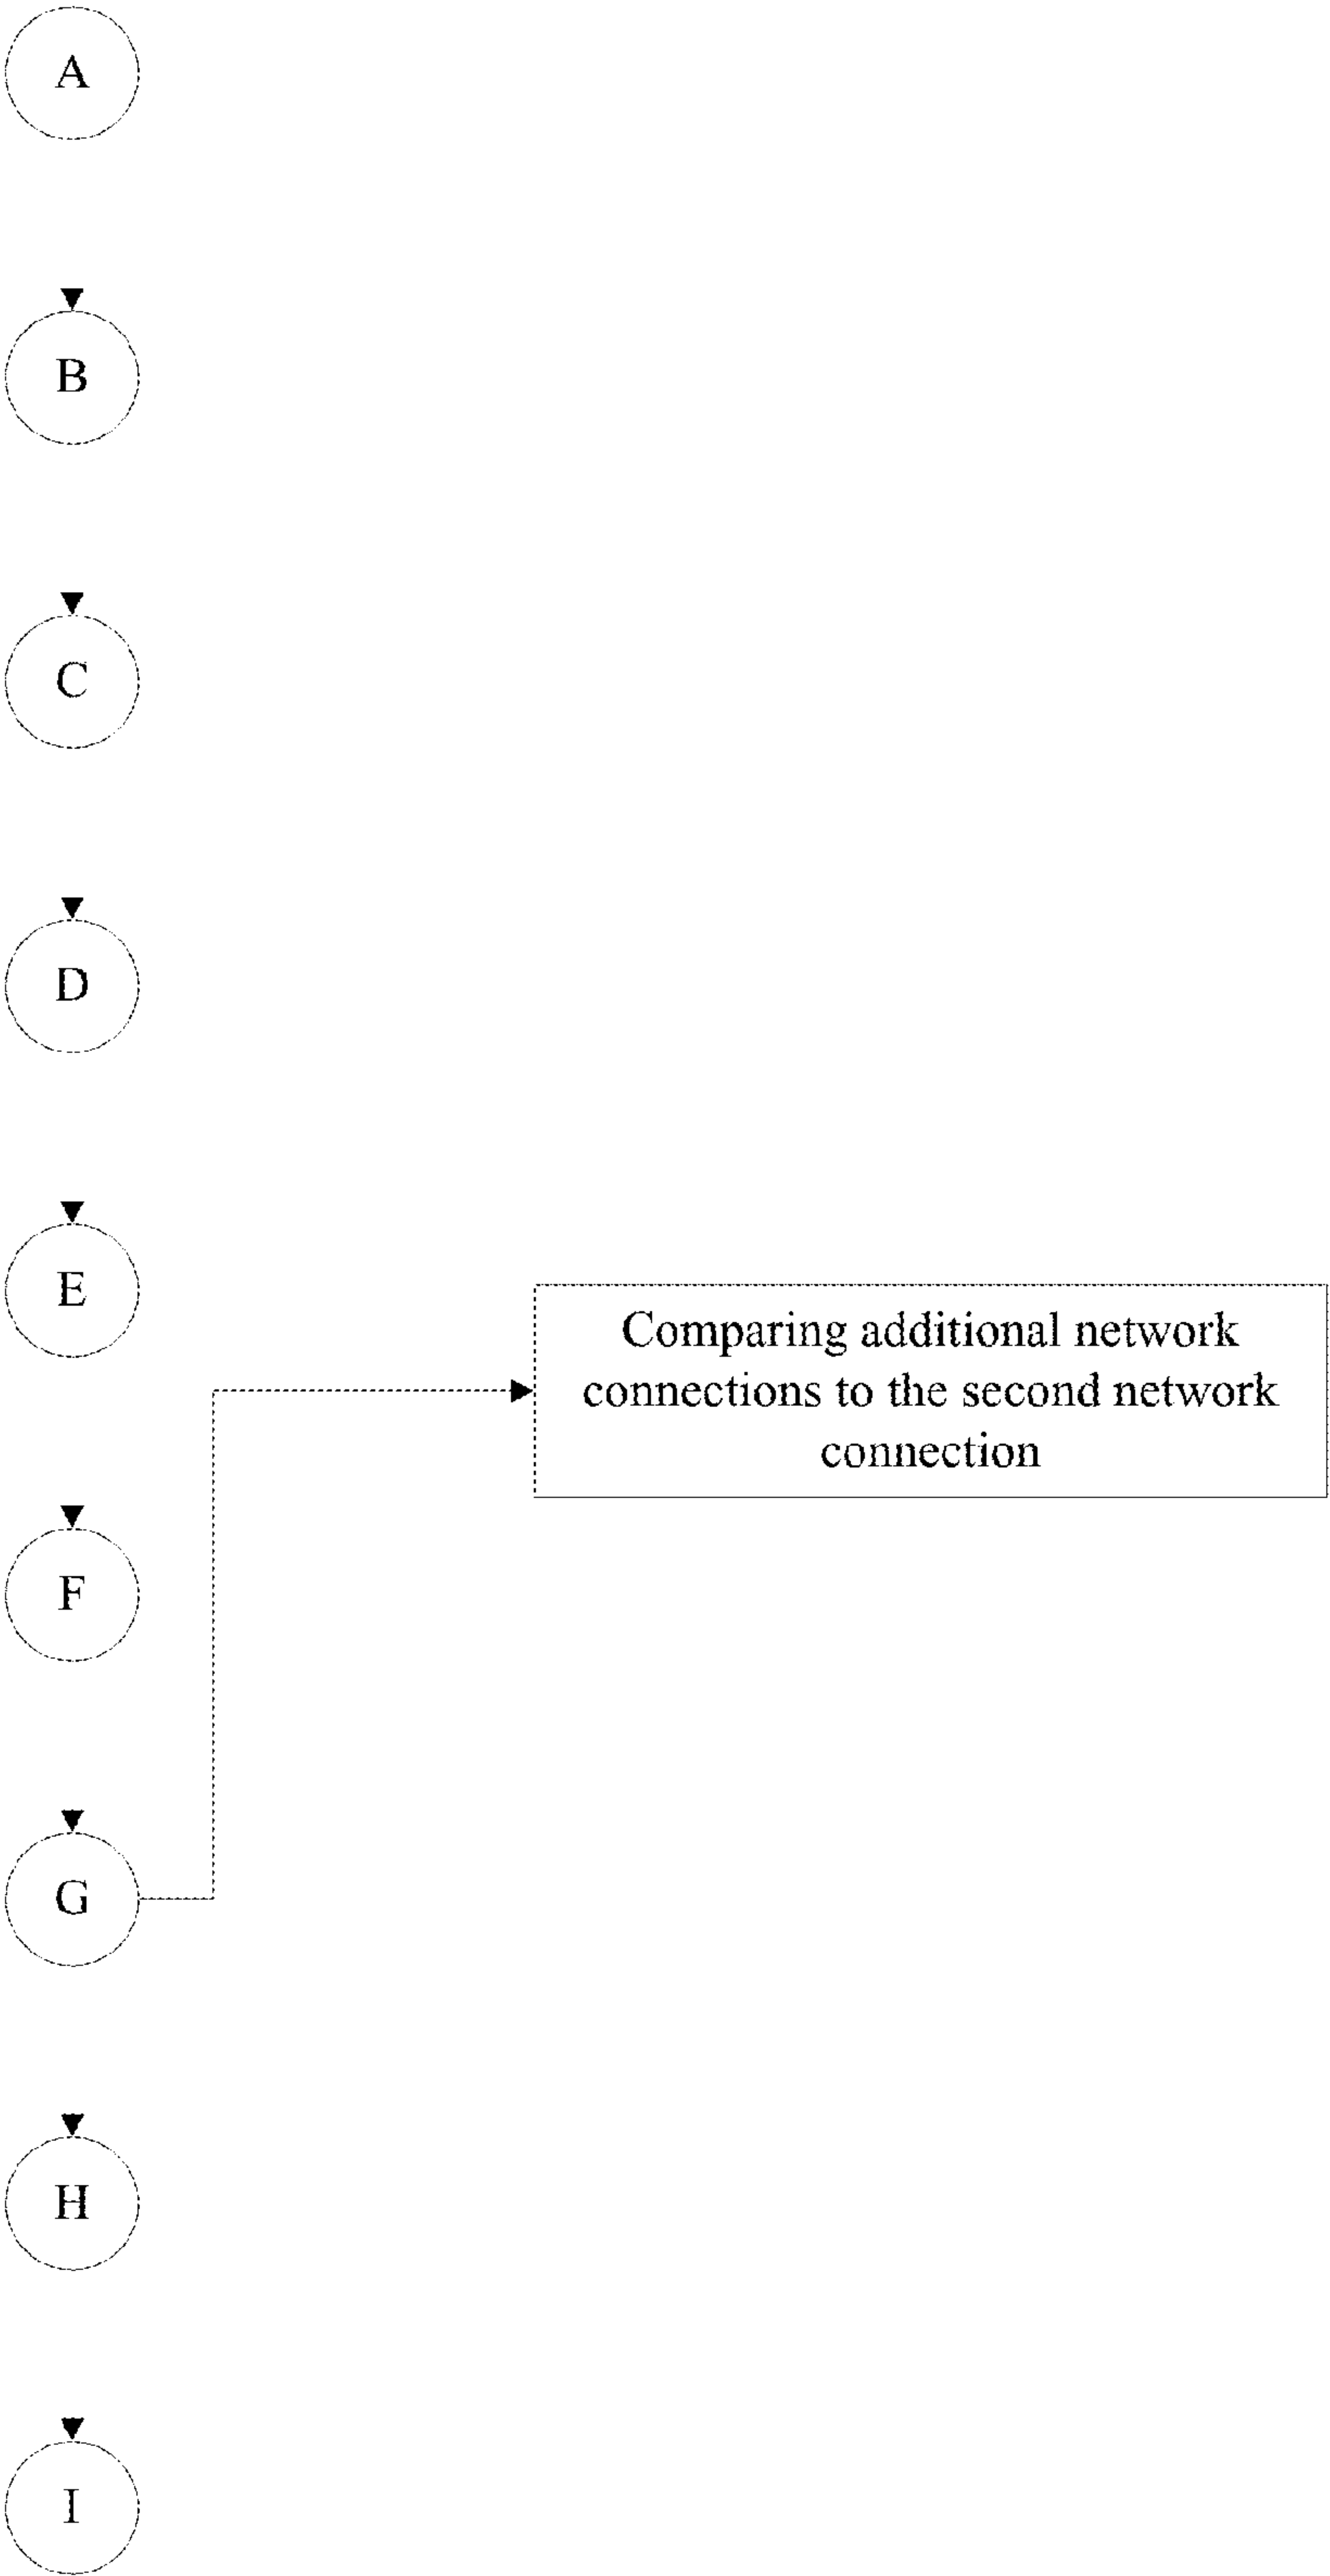 A
B
C
D
E
Comparing additional network
connections to the second network
connection
F
G
H
I